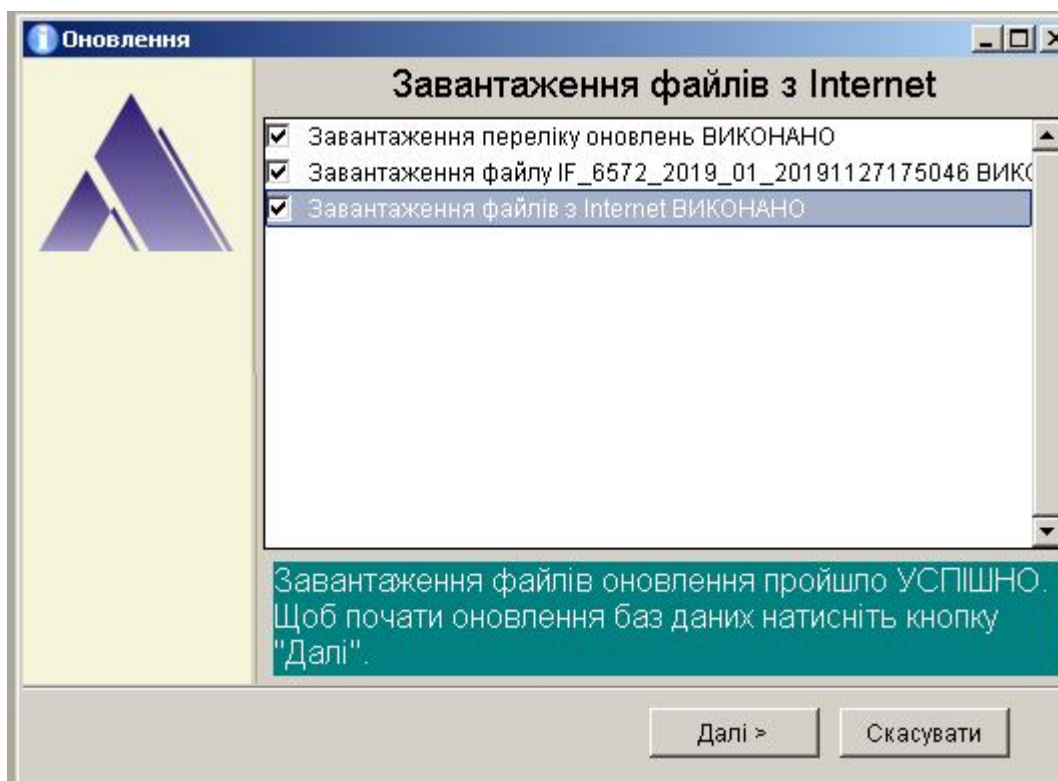 Оновлення
Завантаження файлів з Internet
Завантаження переліку оновлень ВИКОНАНО
Завантаження файлу IF_6572_2019_01_20191127175046
Завантаження файлів з Internet ВИКОНАНО
Завантаження файлів оновлення пройшло УСПІШНО.
Щоб почати оновлення баз даних натисніть кнопку
"Далі".
Далі >
Скасувати